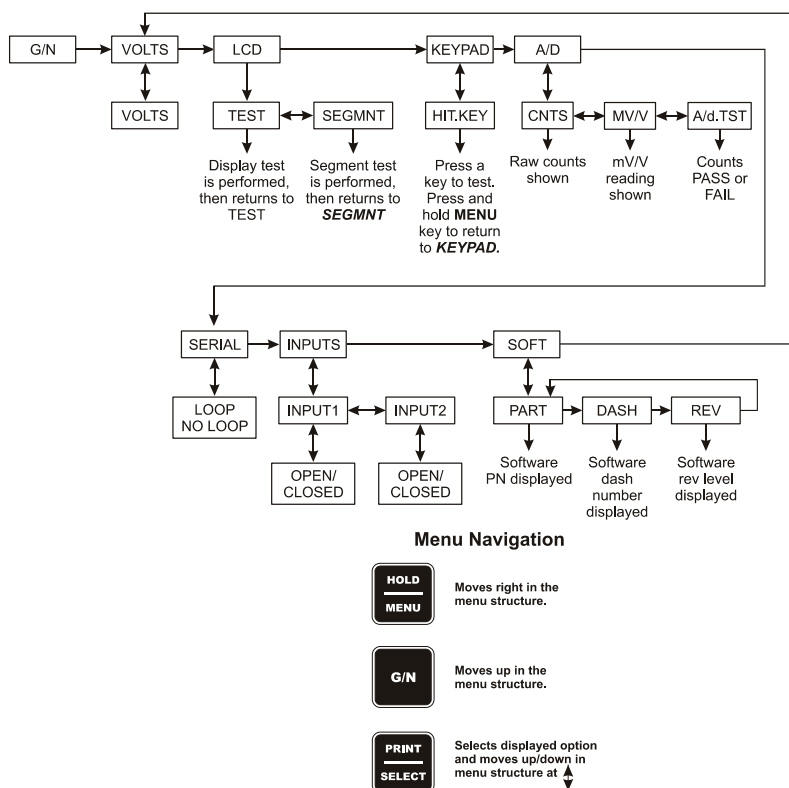 G/N
VOLTS
LCD
KEYPAD
A/D
VOLTS
TEST
SEGMNT
HIT.KEY
CNTS
MV/V
A/d.TST
Display test
is performed,
then returns to
TEST
Segment test
is performed,
then returns to
SEGMNT
Press a
key to test.
Press and
hold MENU
key to return
to KEYPAD.
Raw counts
shown
mV/V
reading
shown
Counts
PASS or
FAIL
SERIAL
INPUTS
SOFT
LOOP
NO LOOP
INPUT1
INPUT2
PART
DASH
REV
OPEN/
CLOSED
OPEN/
CLOSED
Software
PN displayed
Software
dash
number
displayed
Software
rev level
displayed
Menu Navigation
HOLD
MENU
Moves right in the
menu structure.
G/N
Moves up in the
menu structure.
PRINT
SELECT
Selects displayed option
and moves up/down in
menu structure at